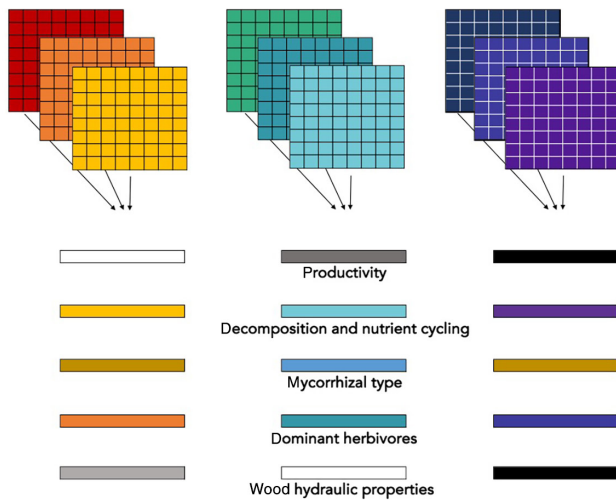 Productivity
Decomposition and nutrient cycling
Mycorrhizal type
Dominant herbivores
Wood hydraulic properties